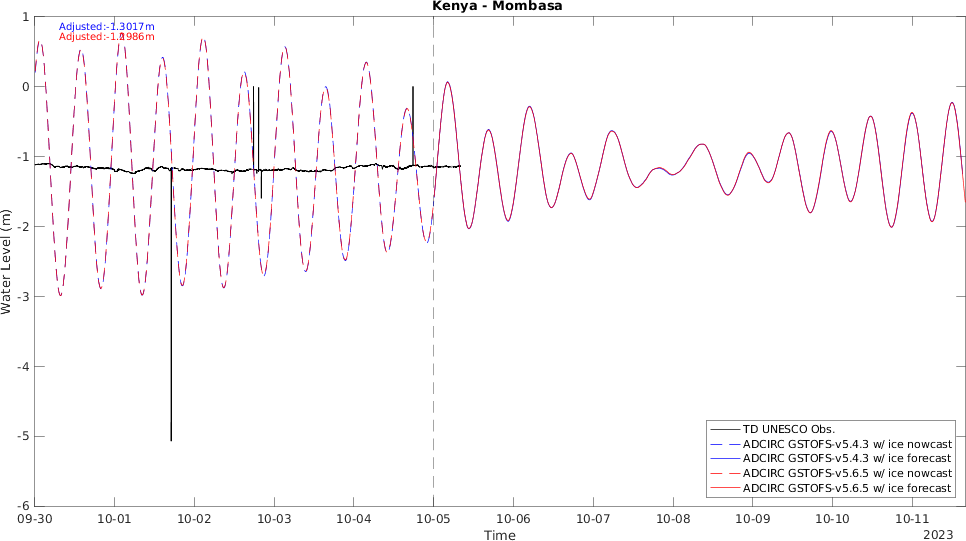 Kenya - Mombasa
Adjusted:-1.3017m
Adjusted:-1.2986m
Water Level (m)
1
0
-1
-2
-3
-4
-5
-6
TD UNESCO Obs.
ADCIRC GSTOFS-v5.4.3 w/ ice nowcast
ADCIRC GSTOFS-v5.4.3 w/ ice forecast
ADCIRC GSTOFS-v5.6.5 w/ ice nowcast
ADCIRC GSTOFS-v5.6.5 w/ ice forecast
09-30 10-01 10-02 10-03 10-04 10-05 10-06 10-07 10-08 10-09 10-10 10-11
Time
2023